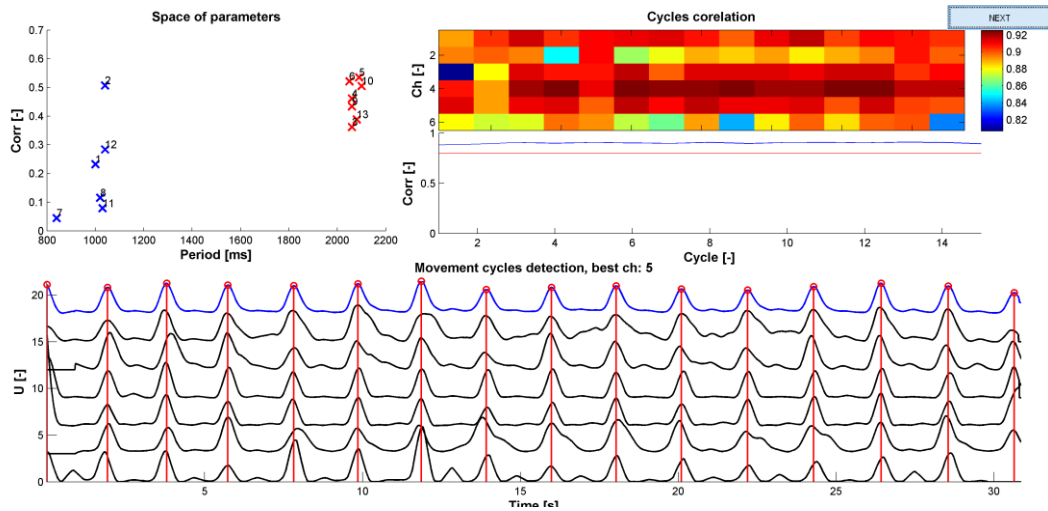 Space of parameters
Cycles corelation
NEXT
0.7
0.6
0.5
0.4
0.3
0.2
0.1
0
Corr [-]
2
12
1
8
11
7
6
5
10
4
9
13
800 1000 1200 1400 1600 1800 2000 2200
Period [ms]
Ch [-]
2
4
6
0.92
0.9
0.88
0.86
0.84
0.82
Corr [-]
1
0.5
0
2 4 6 8 10 12 14
Cycle [-]
Movement cycles detection, best ch: 5
U [-]
20
15
10
5
0
5 10 15 20 25 30
Time [s]